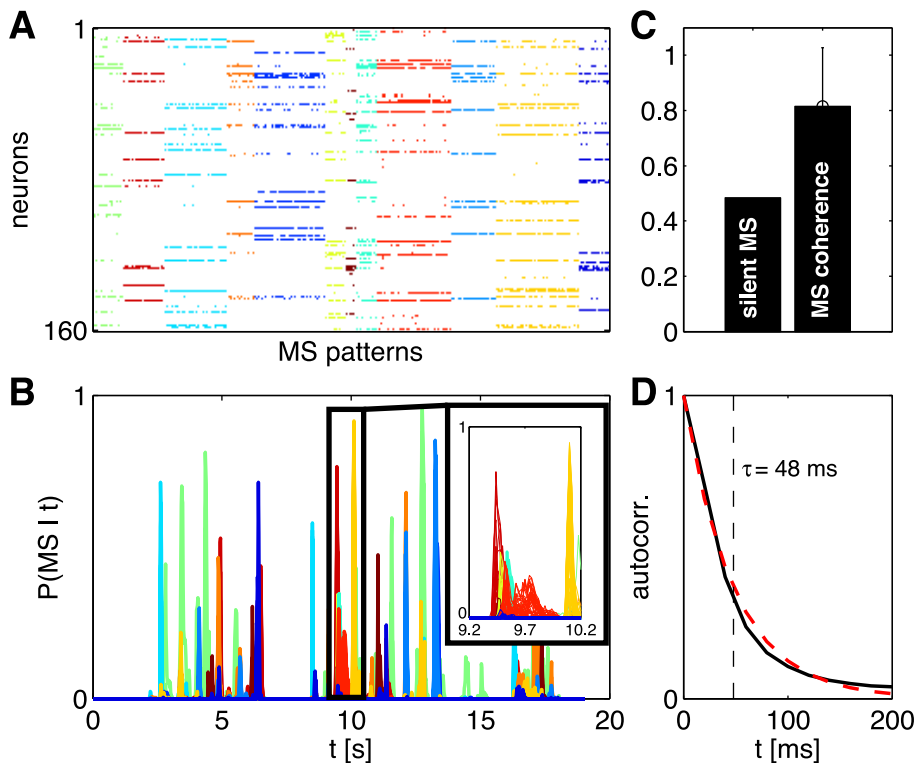 A
1
neurons
160
MS patterns
C
1
0.8
0.6
0.4
0.2
0
silent MS
MS coherence
B
1
P(MS I t)
0
0
5
10
15
20
t [s]
1
0
9.2
9.7
10.2
D
1
autocorr.
0
τ = 48 ms
0
100
200
t [ms]